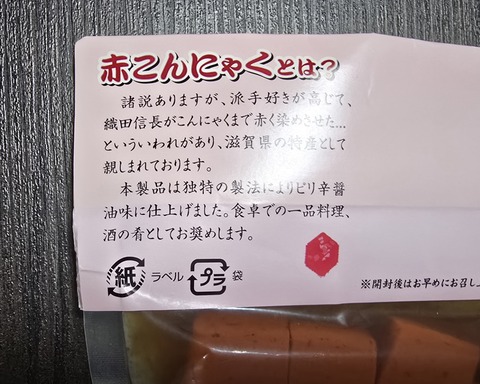 赤こんにゃくとは?
諸説ありますが、派手好きが高じて、
織田信長がこんにゃくまで赤く染めさせた…
といういわれがあり、滋賀県の特産として
親しまれております。
本製品は独特の製法によりピリ辛醤
油味に仕上げました。食卓での一品料理、
酒の肴としてお奨めします。
紙 ラベル プラ 袋
※開封後はお早めにお召し上